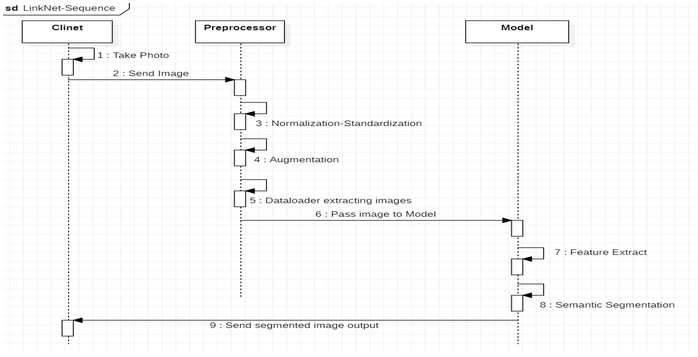 sd LinkNet-Sequence
Clinet
Preprocessor
Model
1 : Take Photo
2 : Send Image
3 : Normalization-Standardization
4 : Augmentation
5 : Dataloader extracting images
6 : Pass image to Model
7 : Feature Extract
8 : Semantic Segmentation
9 : Send segmented image output